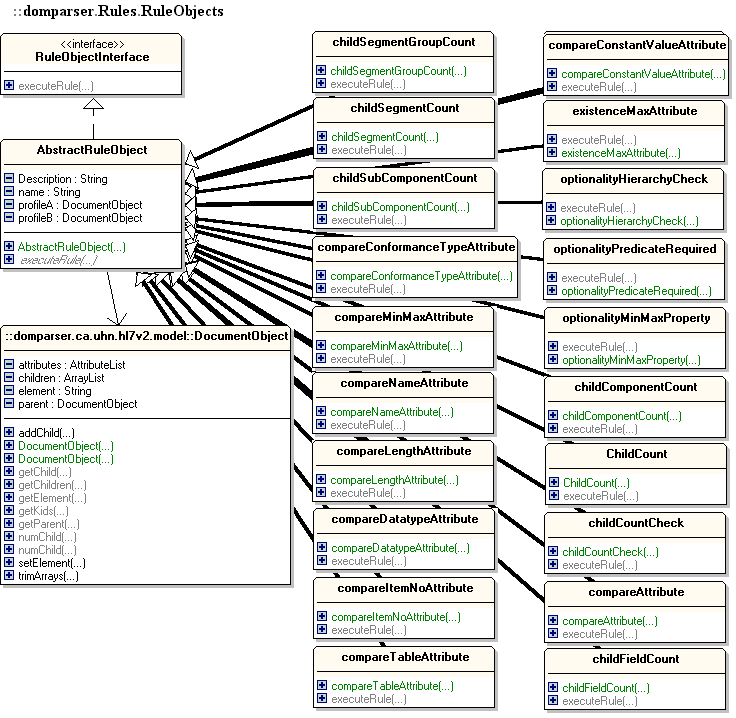 ::domparser.Rules.RuleObjects
<<interface>>
RuleObjectInterface
executeRule(...)
AbstractRuleObject
Description : String
name : String
profileA : DocumentObject
profileB : DocumentObject
AbstractRuleObject(...)
executeRule(...)
::domparser.ca.uhn.hl7v2.model::DocumentObject
attributes : AttributeList
children : ArrayList
element : String
parent : DocumentObject
addChild(...)
DocumentObject(...)
DocumentObject(...)
getChild(...)
getChildren(...)
getElement(...)
getKids(...)
getParent(...)
numChild(...)
numChild(...)
setElement(...)
trimArrays(...)
childSegmentGroupCount
childSegmentGroupCount(...)
executeRule(...)
childSegmentCount
childSegmentCount(...)
executeRule(...)
childSubComponentCount
childSubComponentCount(...)
executeRule(...)
compareConformanceTypeAttribute
compareConformanceTypeAttribute(...)
executeRule(...)
compareMinMaxAttribute
compareMinMaxAttribute(...)
executeRule(...)
compareNameAttribute
compareNameAttribute(...)
executeRule(...)
compareLengthAttribute
compareLengthAttribute(...)
executeRule(...)
compareDatatypeAttribute
compareDatatypeAttribute(...)
executeRule(...)
compareItemNoAttribute
compareItemNoAttribute(...)
executeRule(...)
compareTableAttribute
compareTableAttribute(...)
executeRule(...)
compareConstantValueAttribute
compareConstantValueAttribute(...)
executeRule(...)
existenceMaxAttribute
executeRule(...)
existenceMaxAttribute(...)
optionalityHierarchyCheck
executeRule(...)
optionalityHierarchyCheck(...)
optionalityPredicateRequired
executeRule(...)
optionalityPredicateRequired(...)
optionalityMinMaxProperty
executeRule(...)
optionalityMinMaxProperty(...)
childComponentCount
childComponentCount(...)
executeRule(...)
ChildCount
ChildCount(...)
executeRule(...)
childCountCheck
childCountCheck(...)
executeRule(...)
compareAttribute
compareAttribute(...)
executeRule(...)
childFieldCount
childFieldCount(...)
executeRule(...)